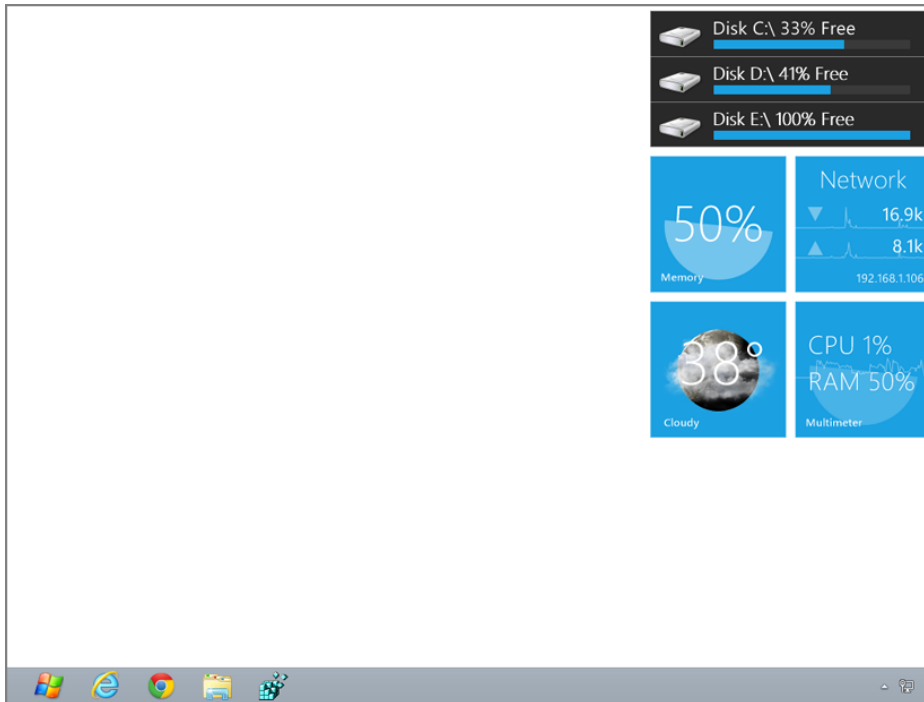 Disk C:\ 33% Free
Disk D:\ 41% Free
Disk E:\ 100% Free
50%
Memory
Network
16.9k
8.1k
192.168.1.106
38°
Cloudy
CPU 1%
RAM 50%
Multimeter